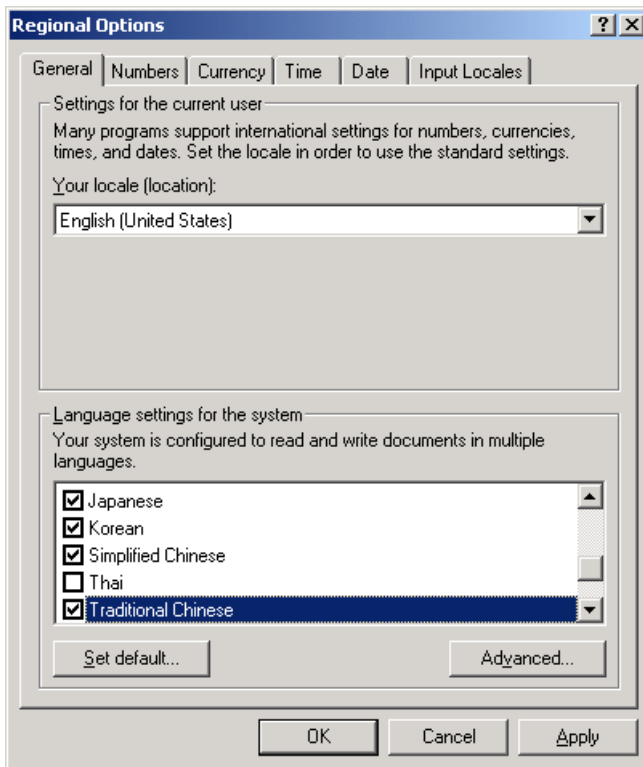 Regional Options
General Numbers Currency Time Date Input Locales
Settings for the current user
Many programs support international settings for numbers, currencies,
times, and dates. Set the locale in order to use the standard settings.
Your locale (location):
English (United States)
Language settings for the system
Your system is configured to read and write documents in multiple
languages.
Japanese
Korean
Simplified Chinese
Thai
Traditional Chinese
Set default... Advanced...
OK Cancel Apply